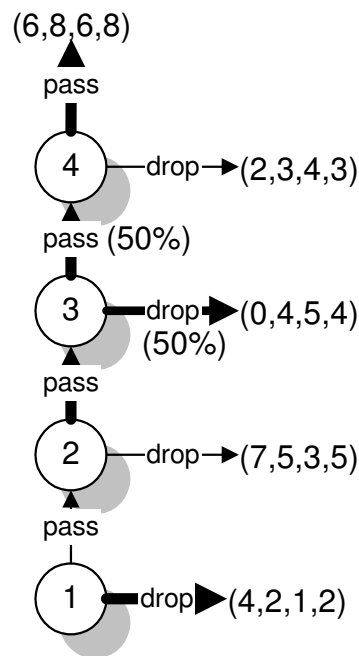 (6,8,6,8)
pass
4
drop
(2,3,4,3)
pass (50%)
3
drop
(0,4,5,4)
(50%)
pass
2
drop
(7,5,3,5)
pass
1
drop
(4,2,1,2)